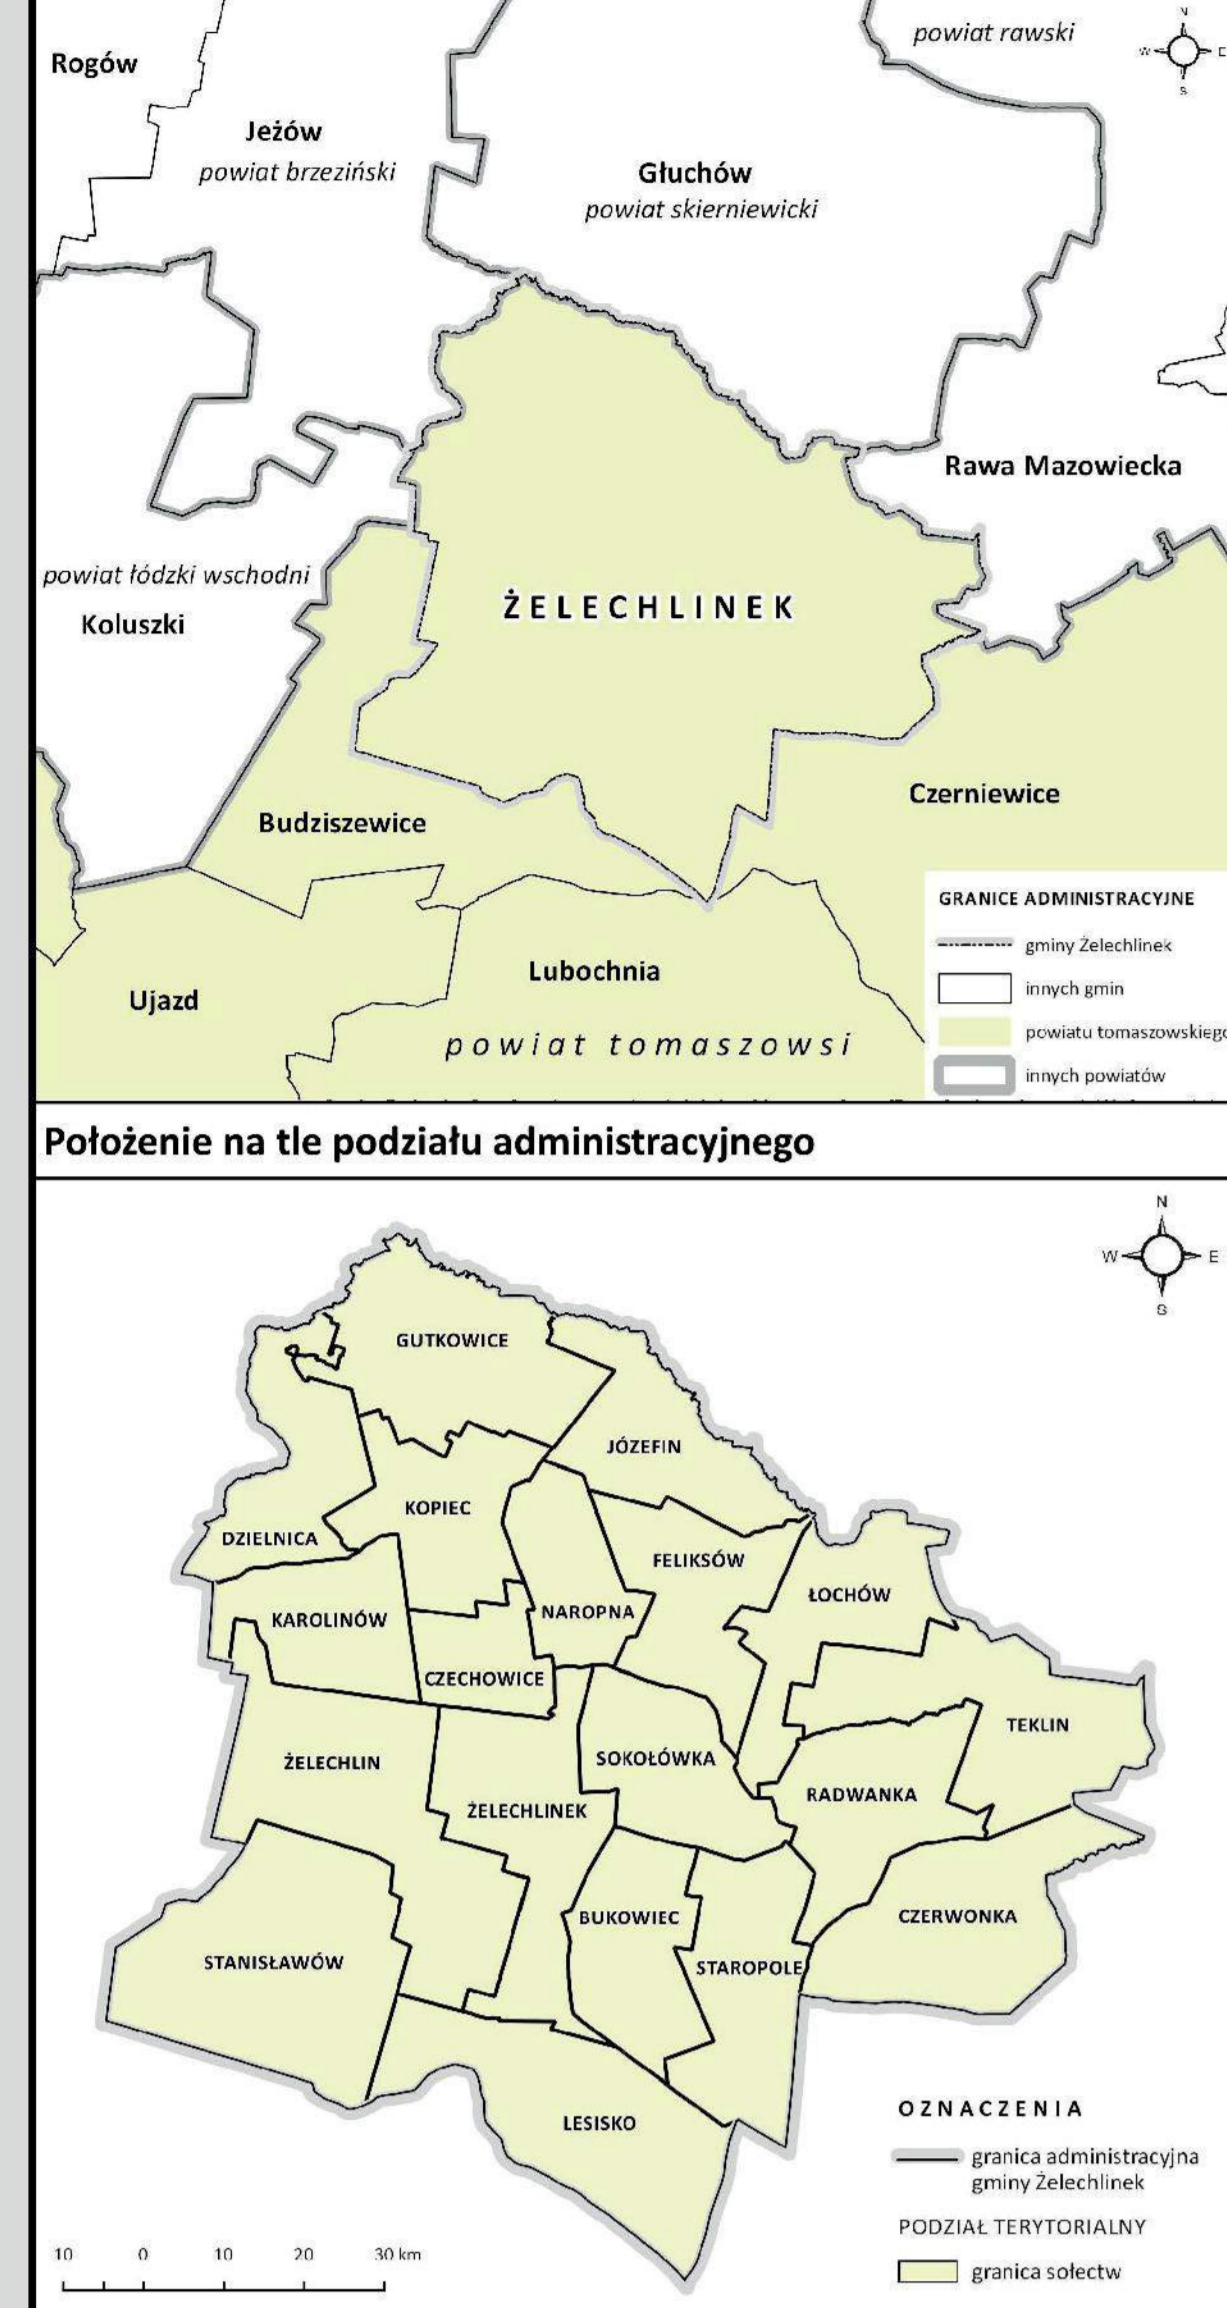 N
powiat rawski
W
E
Rogów
S
Jeżów
powiat brzeziński
Głuchów
powiat skierniewicki
Rawa Mazowiecka
powiat łódzki wschodni
Koluszki
ŻELECHLINEK
Czerniewice
Budziszewice
GRANICE ADMINISTRACYJNE
gminy Żelechlinek
Lubochnia
innych gmin
Ujazd
powiatu tomaszowskiego
powiat tomaszowsi
innych powiatów
Położenie na tle podziału administracyjnego
N
W
E
S
GUTKOWICE
JÓZEFIN
KOPIEC
DZIELNICA
FELIKSÓW
ŁOCHÓW
KAROLINÓW
NAROPNA
CZECHOWICE
TEKLIN
SOKOŁÓWKA
ŻELECHLIN
RADWANKA
ŻELECHLINEK
BUKOWIEC
CZERWONKA
STANISŁAWÓW
STAROPOLE
OZNACZENIA
LESISKO
granica administracyjna
gminy Żelechlinek
PODZIAŁ TERYTORIALNY
10 0 10 20 30 km
granica sołectw